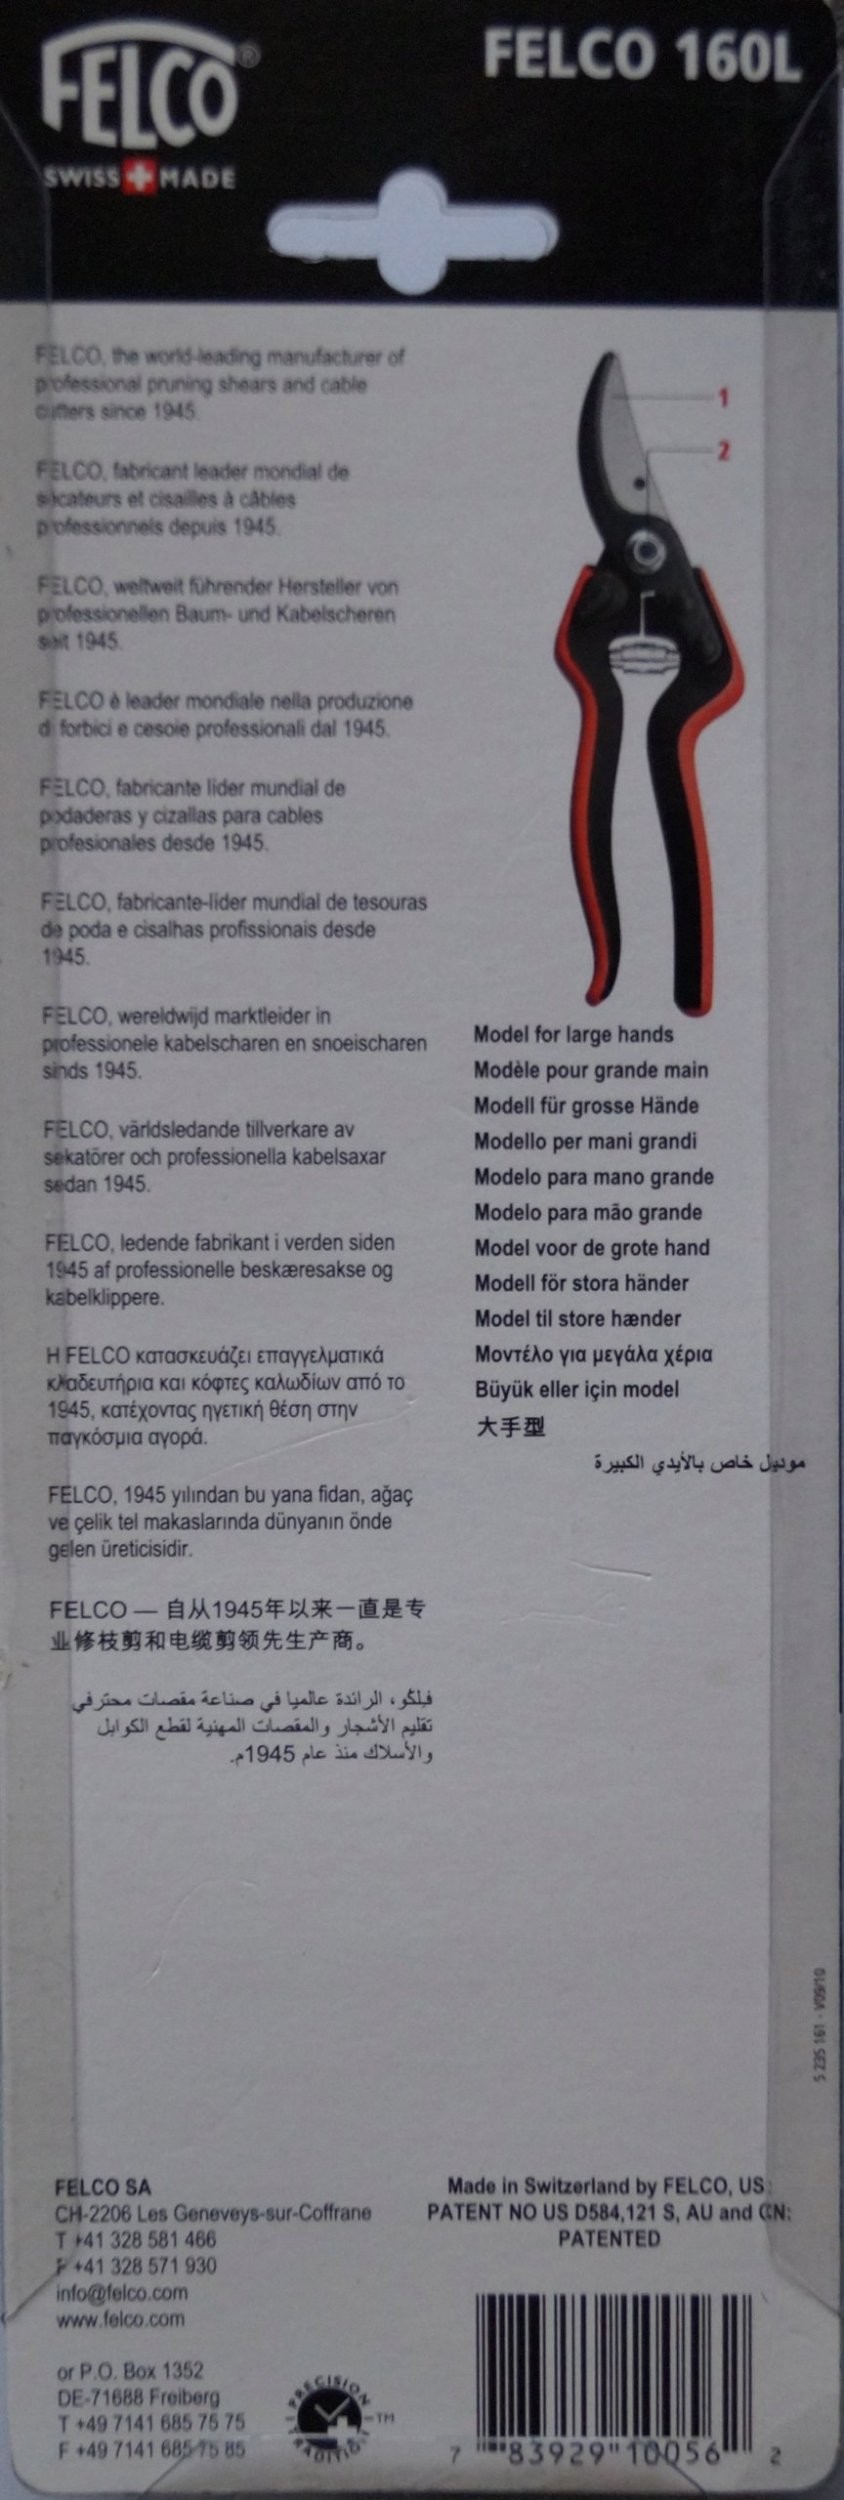 FELCO®
SWISS MADE
FELCO 160L
FELCO, the world-leading manufacturer of
professional pruning shears and cable
cutters since 1945.
FELCO, fabricant leader mondial de
sécateurs et cisailles à câbles
professionnels depuis 1945.
FELCO, weltweit führender Hersteller von
professionellen Baum- und Kabelscheren
seit 1945.
FELCO è leader mondiale nella produzione
di forbici e cesoie professionali dal 1945.
FELCO, fabricante líder mundial de
podaderas y cizallas para cables
profesionales desde 1945.
FELCO, fabricante-líder mundial de tesouras
de poda e cisalhas profissionais desde
1945.
FELCO, wereldwijd marktleider in
professionele kabelscharen en snoeischaren
sinds 1945.
FELCO, världsledande tillverkare av
sekatörer och professionella kabelsaxar
sedan 1945.
FELCO, ledende fabrikant i verden siden
1945 af professionelle beskæresakse og
kabelklippere.
Η FELCO κατασκευάζει επαγγελματικά
κλαδευτήρια και κόφτες καλωδίων από το
1945, κατέχοντας ηγετική θέση στην
παγκόσμια αγορά.
FELCO, 1945 yılından bu yana fidan, ağaç
ve çelik tel makaslarında dünyanın önde
gelen üreticisidir.
FELCO — 自从1945年以来一直是专
业修枝剪和电缆剪领先生产商。
فيلكو، الرائدة عالميا في صناعة مقصات محترفي
تقليم الأشجار والمقصات المهنية لقطع الكوابل
والأسلاك منذ عام 1945م.
1
2
Model for large hands
Modèle pour grande main
Modell für grosse Hände
Modello per mani grandi
Modelo para mano grande
Modelo para mão grande
Model voor de grote hand
Modell för stora händer
Model til store hænder
Μοντέλο για μεγάλα χέρια
Büyük eller için model
大手型
موديل خاص بالأيدي الكبيرة
5 235 161 - V09/10
FELCO SA
CH-2206 Les Geneveys-sur-Coffrane
T +41 328 581 466
F +41 328 571 930
info@felco.com
www.felco.com
or P.O. Box 1352
DE-71688 Freiberg
T +49 7141 685 75 75
F +49 7141 685 75 85
PRECISION
TRADITION
TM
Made in Switzerland by FELCO, US:
PATENT NO US D584,121 S, AU and CN:
PATENTED
7 83929 10056 2